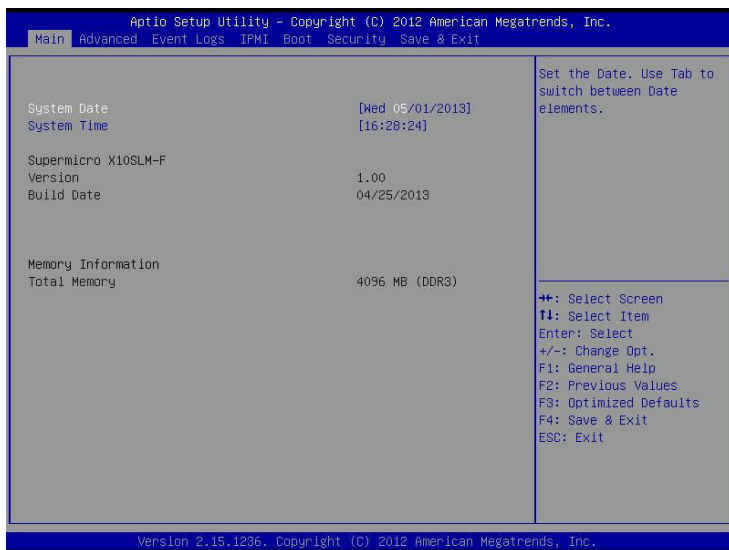 Aptio Setup Utility – Copyright (C) 2012 American Megatrends, Inc.
Main Advanced Event Logs IPMI Boot Security Save & Exit
System Date [Wed 05/01/2013]
System Time [16:28:24]
Supermicro X10SLM-F
Version 1.00
Build Date 04/25/2013
Memory Information
Total Memory 4096 MB (DDR3)
Set the Date. Use Tab to
switch between Date
elements.
→←: Select Screen
↑↓: Select Item
Enter: Select
+/-: Change Opt.
F1: General Help
F2: Previous Values
F3: Optimized Defaults
F4: Save & Exit
ESC: Exit
Version 2.15.1236. Copyright (C) 2012 American Megatrends, Inc.